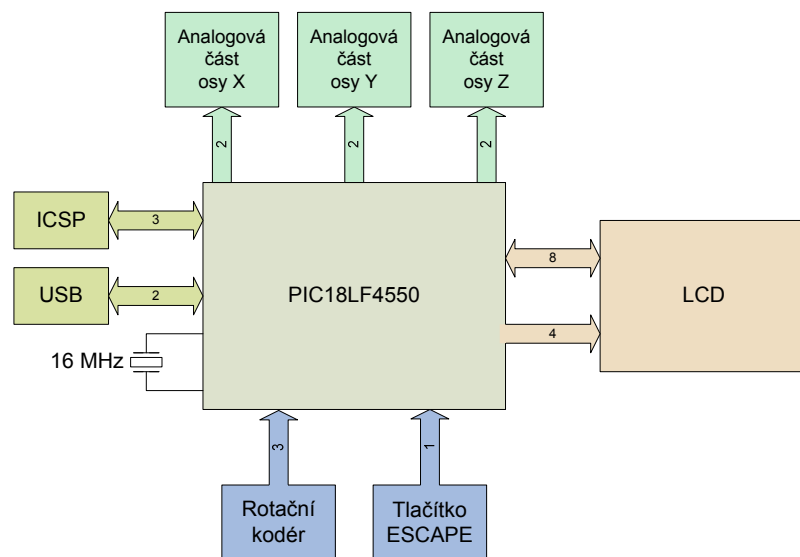 Analogová
část
osy X
Analogová
část
osy Y
Analogová
část
osy Z
2
2
2
ICSP
3
USB
2
PIC18LF4550
8
4
LCD
16 MHz
3
1
Rotační
kodér
Tlačítko
ESCAPE